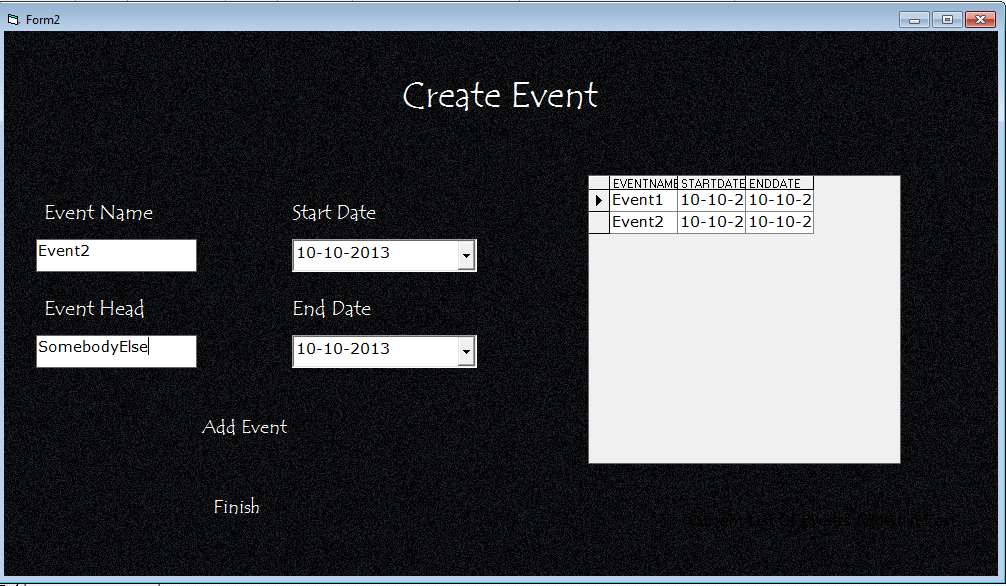 Form2
Create Event
EVENTNAME STARTDATE ENDDATE
Event1 10-10-2 10-10-2
Event2 10-10-2 10-10-2
Event Name Start Date
Event2 10-10-2013
Event Head End Date
SomebodyElse 10-10-2013
Add Event
Finish